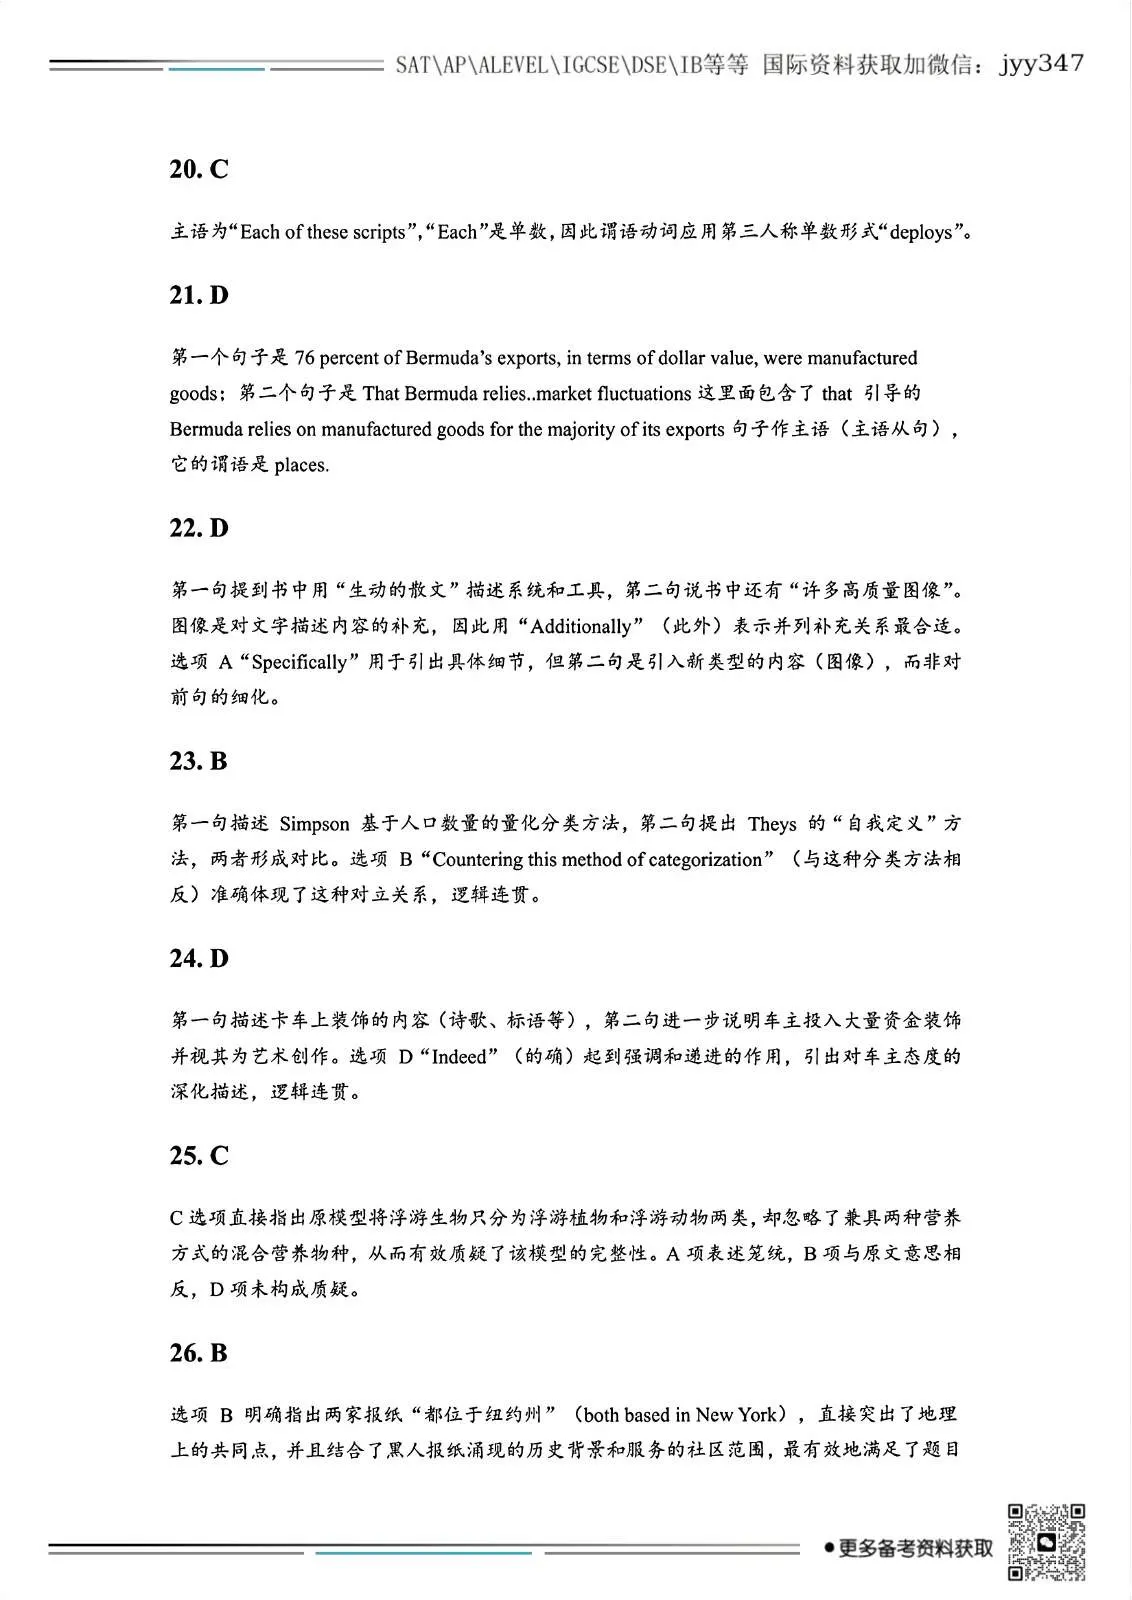 SAT\AP\ALEVEL\IGCSE\DSE\IB等等 国际资料获取加微信： jyy347
20. C
主语为“Each of these scripts”,“Each”是单数,因此谓语动词应用第三人称单数形式“deploys”。
21. D
第一个句子是 76 percent of Bermuda’s exports, in terms of dollar value, were manufactured
goods；第二个句子是 That Bermuda relies..market fluctuations 这里面包含了 that 引导的
Bermuda relies on manufactured goods for the majority of its exports 句子作主语（主语从句），
它的谓语是 places.
22. D
第一句提到书中用“生动的散文”描述系统和工具，第二句说书中还有“许多高质量图像”。
图像是对文字描述内容的补充，因此用“Additionally”（此外）表示并列补充关系最合适。
选项 A“Specifically”用于引出具体细节，但第二句是引入新类型的内容（图像），而非对
前句的细化。
23. B
第一句描述 Simpson 基于人口数量的量化分类方法，第二句提出 Theys 的“自我定义”方
法，两者形成对比。选项 B“Countering this method of categorization”（与这种分类方法相
反）准确体现了这种对立关系，逻辑连贯。
24. D
第一句描述卡车上装饰的内容（诗歌、标语等），第二句进一步说明车主投入大量资金装饰
并视其为艺术创作。选项 D“Indeed”（的确）起到强调和递进的作用，引出对车主态度的
深化描述，逻辑连贯。
25. C
C 选项直接指出原模型将浮游生物只分为浮游植物和浮游动物两类，却忽略了兼具两种营养
方式的混合营养物种，从而有效质疑了该模型的完整性。A 项表述笼统，B 项与原文意思相
反，D 项未构成质疑。
26. B
选项 B 明确指出两家报纸“都位于纽约州”（both based in New York），直接突出了地理
上的共同点，并且结合了黑人报纸涌现的历史背景和服务的社区范围，最有效地满足了题目
●更多备考资料获取